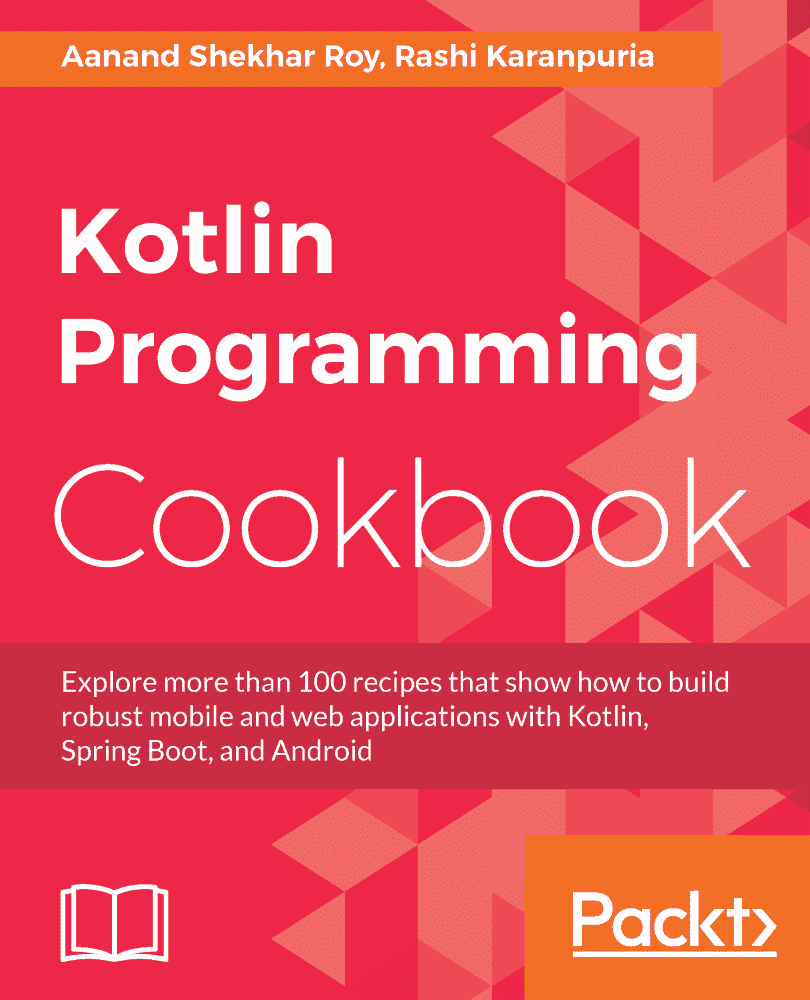 Aanand Shekhar Roy, Rashi Karanpuria
Kotlin
Programming
Cookbook
Explore more than 100 recipes that show how to build
robust mobile and web applications with Kotlin,
Spring Boot, and Android
Packt>